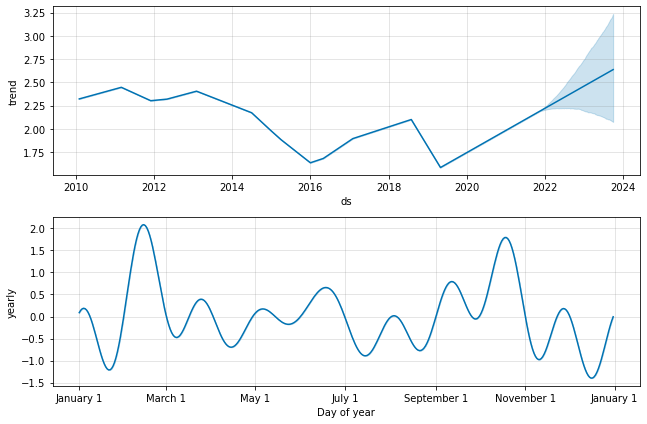 3.25
3.00
2.75
2.50
2.25
2.00
1.75
trend
2010 2012 2014 2016 2018 2020 2022 2024
ds
2.0
1.5
1.0
0.5
0.0
−0.5
−1.0
−1.5
yearly
January 1 March 1 May 1 July 1 September 1 November 1 January 1
Day of year